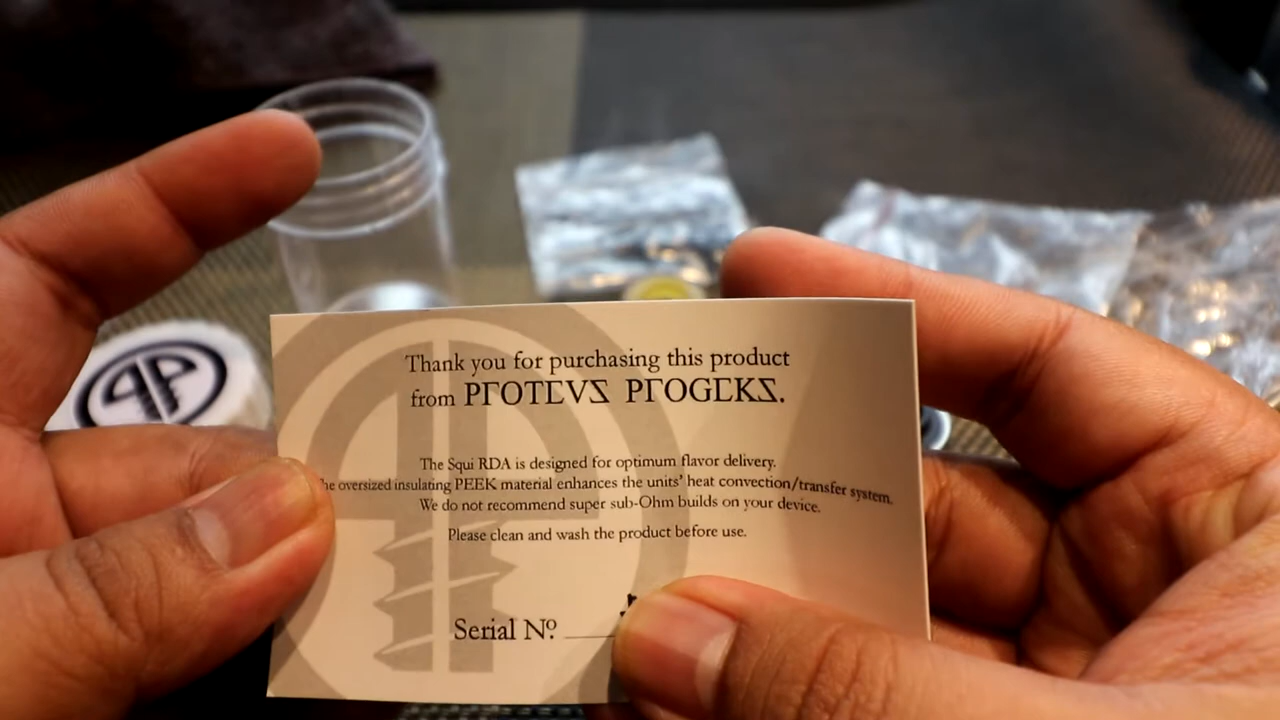 Thank you for purchasing this product
from PΓOTEVΣ PΓOGEKΣ.
The Squi RDA is designed for optimum flavor delivery.
he oversized insulating PEEK material enhances the units' heat convection/transfer system.
We do not recommend super sub-Ohm builds on your device.
Please clean and wash the product before use.
Serial Nº